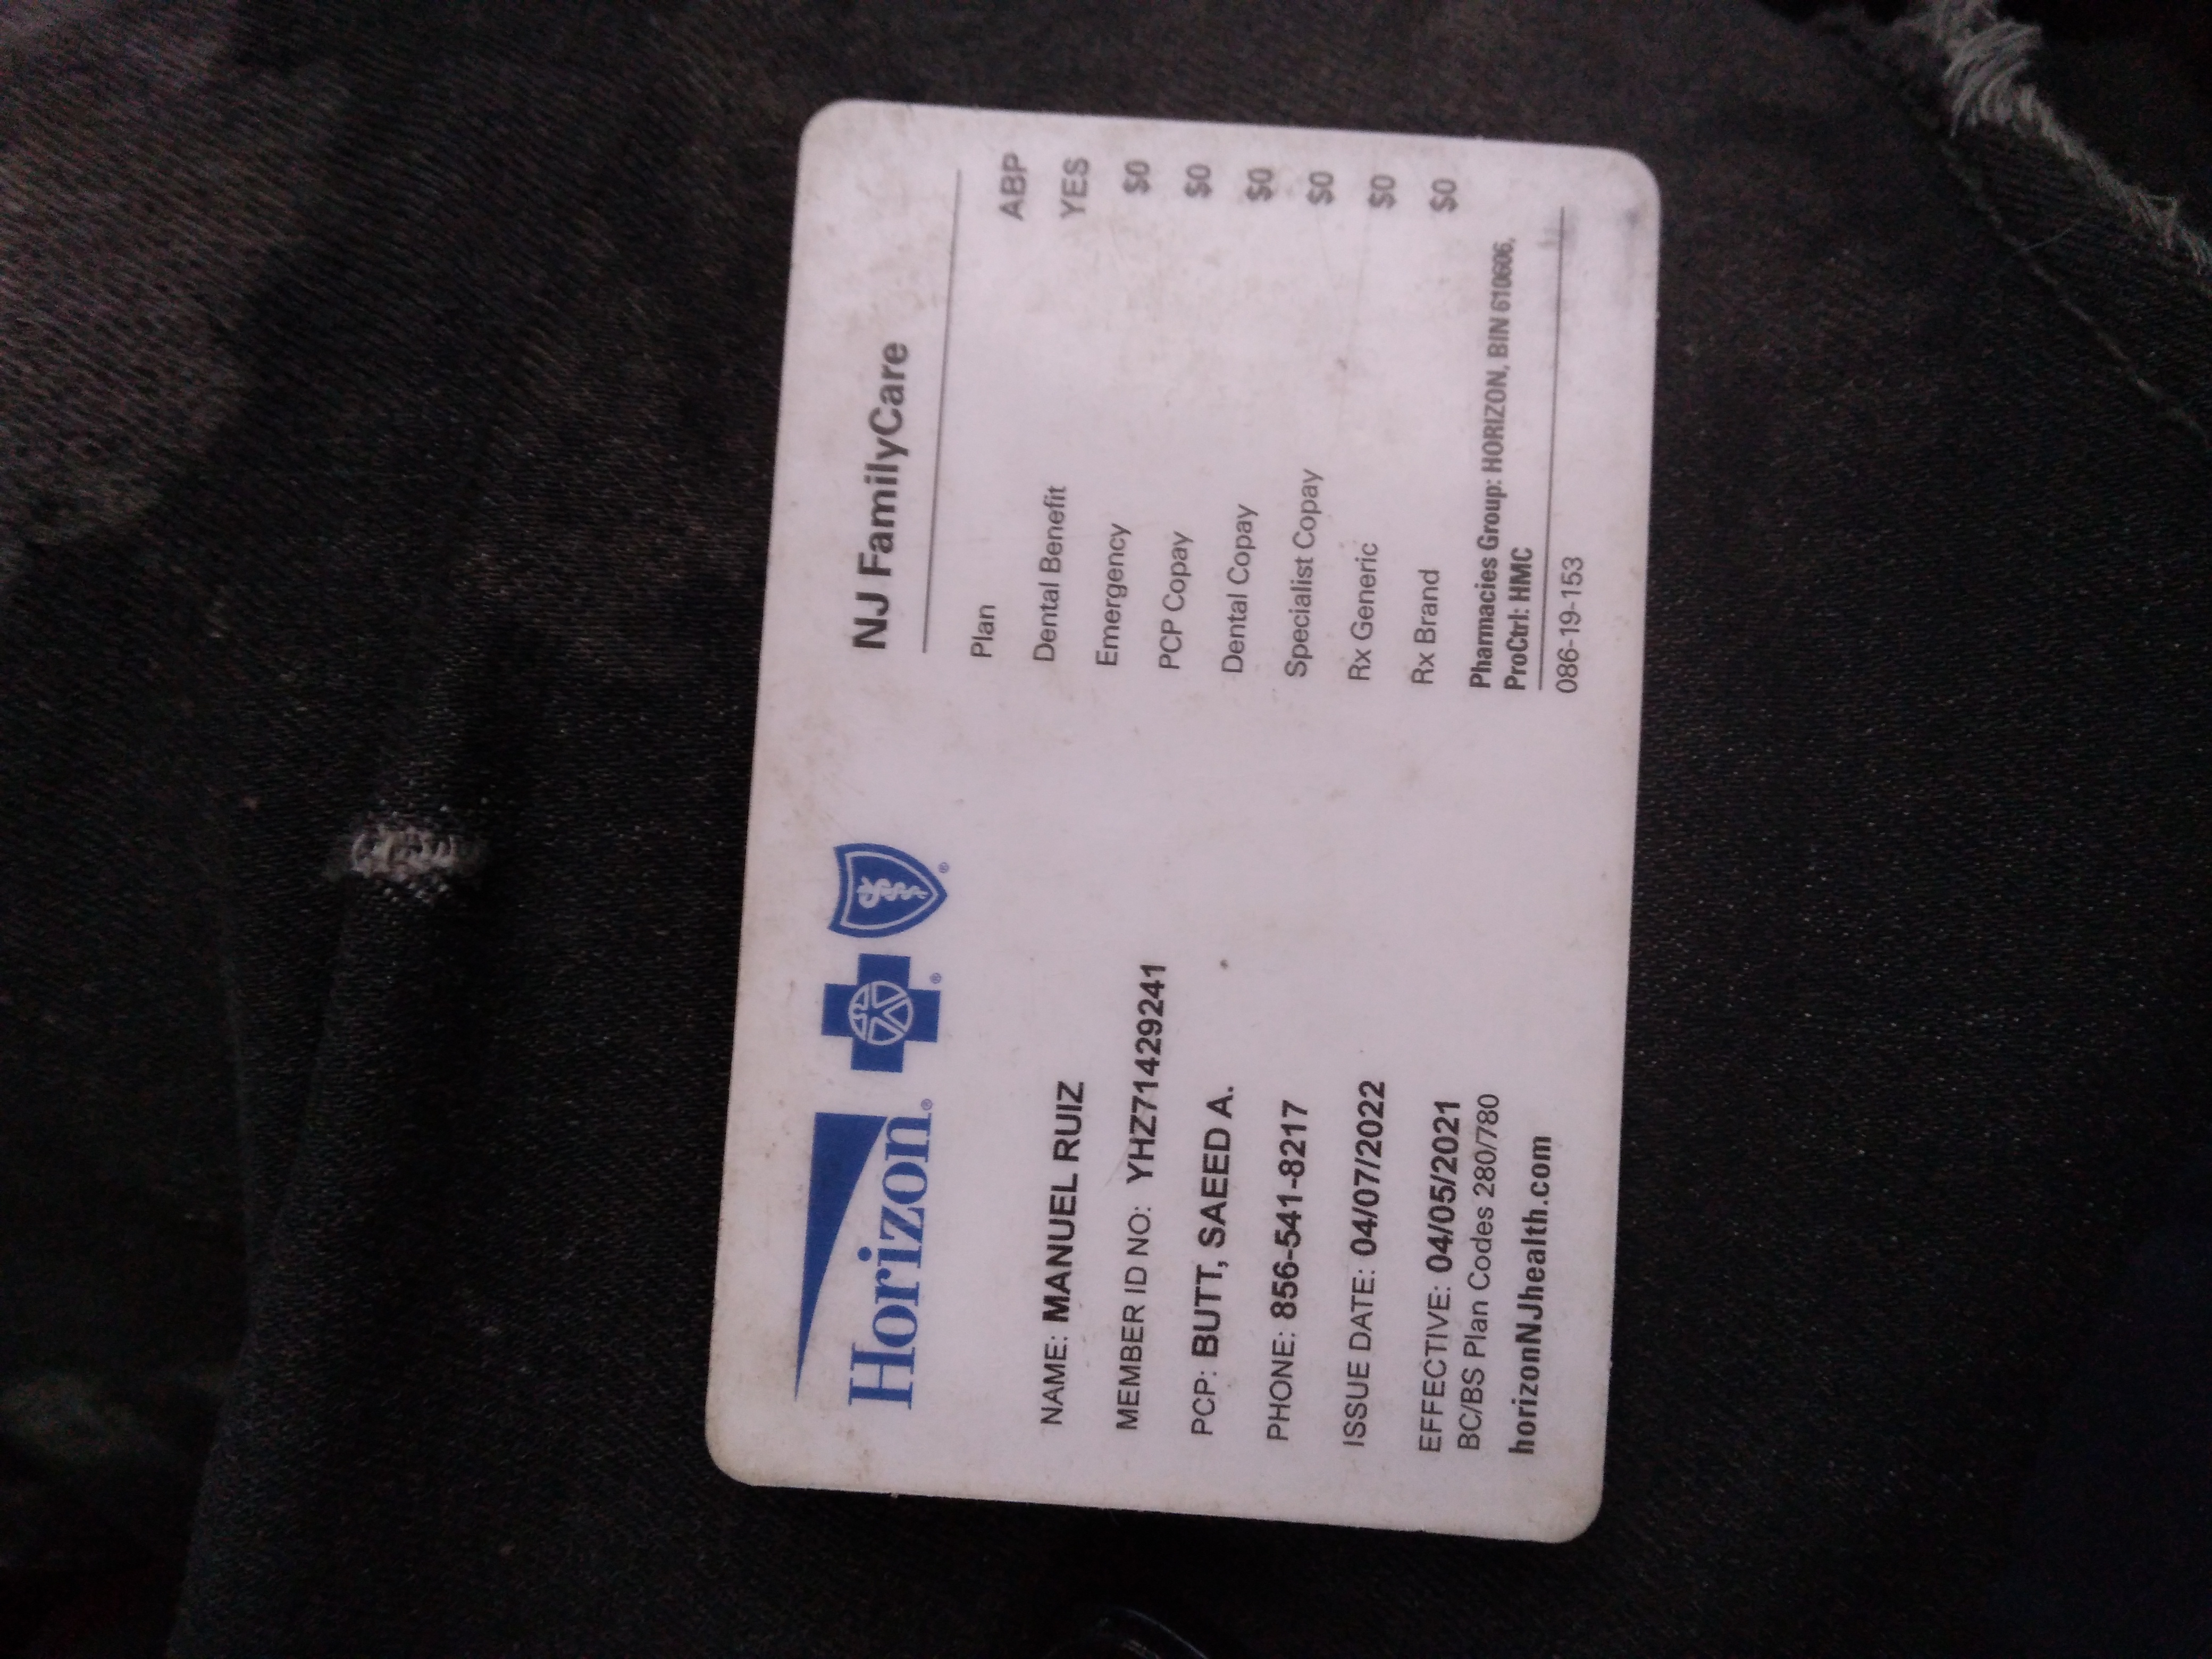 Horizon®
NAME: MANUEL RUIZ
MEMBER ID NO: YHZ71429241
PCP: BUTT, SAEED A.
PHONE: 856-541-8217
ISSUE DATE: 04/07/2022
EFFECTIVE: 04/05/2021
BC/BS Plan Codes 280/780
horizonNJhealth.com
NJ FamilyCare
Plan ABP
Dental Benefit YES
Emergency $0
PCP Copay $0
Dental Copay $0
Specialist Copay $0
Rx Generic $0
Rx Brand $0
Pharmacies Group: HORIZON, BIN 610606,
ProCtrl: HMC
086-19-153